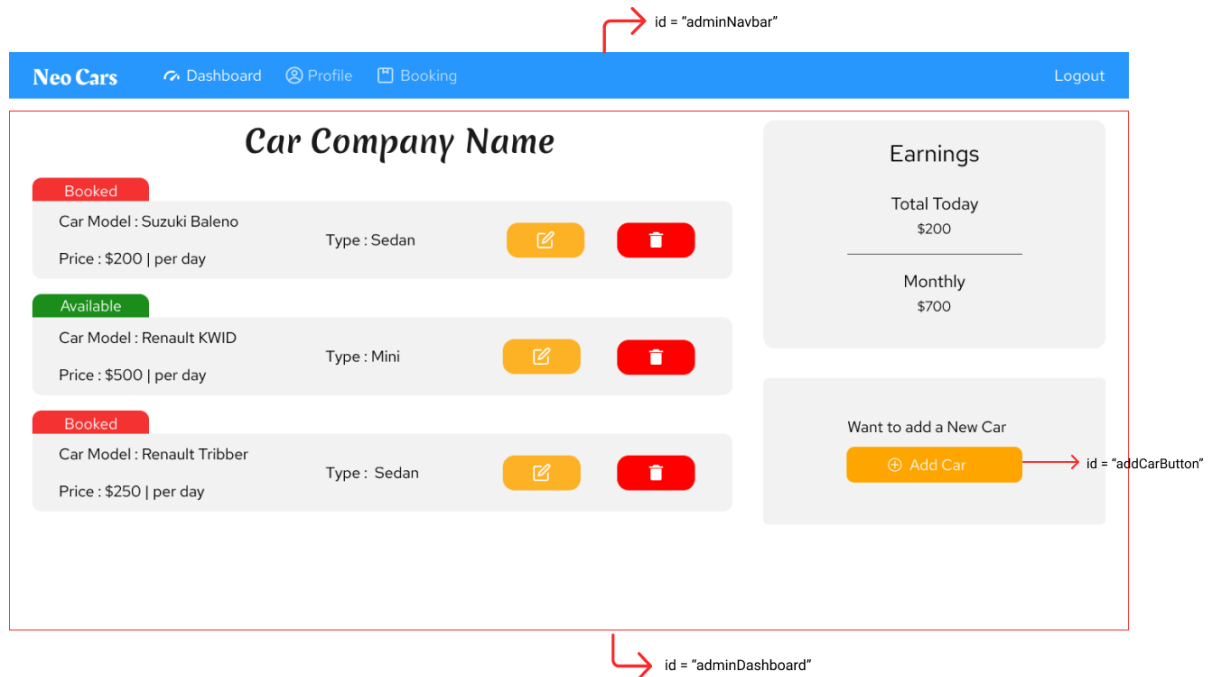 id = “adminNavbar”
Neo Cars Dashboard Profile Booking Logout
Car Company Name
Booked
Car Model : Suzuki Baleno
Type : Sedan
Price : $200 | per day
Available
Car Model : Renault KWID
Type : Mini
Price : $500 | per day
Booked
Car Model : Renault Tribber
Type : Sedan
Price : $250 | per day
Earnings
Total Today
$200
Monthly
$700
Want to add a New Car
Add Car
id = “addCarButton”
id = “adminDashboard”